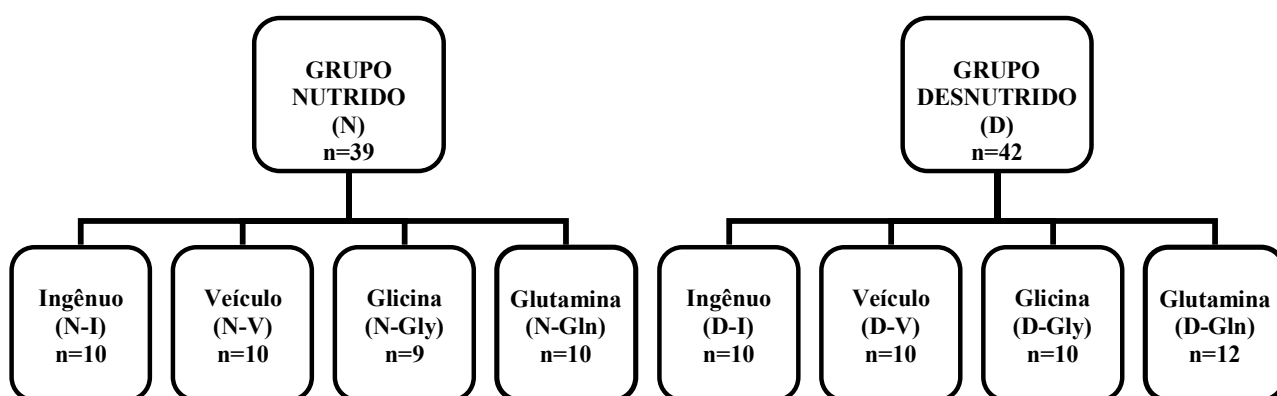 GRUPO
NUTRIDO
(N)
n=39
GRUPO
DESNUTRIDO
(D)
n=42
Ingênuo
(N-I)
n=10
Veículo
(N-V)
n=10
Glicina
(N-Gly)
n=9
Glutamina
(N-Gln)
n=10
Ingênuo
(D-I)
n=10
Veículo
(D-V)
n=10
Glicina
(D-Gly)
n=10
Glutamina
(D-Gln)
n=12